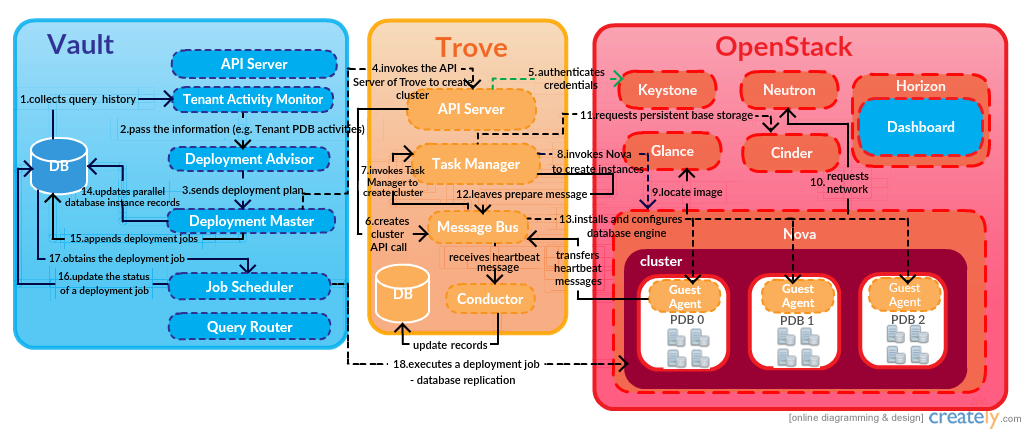 Vault
API Server
1.collects query history
Tenant Activity Monitor
2.pass the information (e.g. Tenant PDB activities)
DB
Deployment Advisor
14.updates parallel
database instance records
3.sends deployment plan
Deployment Master
15.appends deployment jobs
17.obtains the deployment job
16.update the status
of a deployment job
Job Scheduler
Query Router
Trove
4.invokes the API
Server of Trove to create
cluster
API Server
5.authenticates
credentials
Task Manager
7.invokes Task
Manager to
create cluster
8.invokes Nova
to create instances
12.leaves prepare message
6.creates
cluster
API call
Message Bus
13.installs and configures
database engine
receives heartbeat
message
transfers
heartbeat
messages
DB
Conductor
update records
18.executes a deployment job
- database replication
OpenStack
Keystone
Neutron
Horizon
Dashboard
11.requests persistent base storage
Glance
Cinder
9.locate image
10.
requests
network
Nova
cluster
Guest
Agent
PDB 0
Guest
Agent
PDB 1
Guest
Agent
PDB 2
[online diagramming & design] creately.com